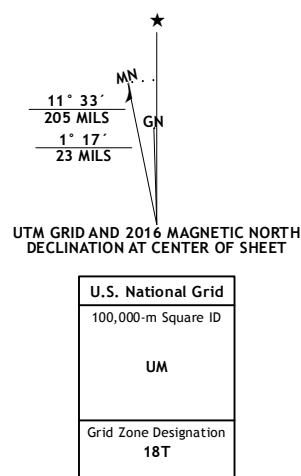 ★
MN
GN
11° 33´
205 MILS
1° 17´
23 MILS
UTM GRID AND 2016 MAGNETIC NORTH
DECLINATION AT CENTER OF SHEET
U.S. National Grid
100,000-m Square ID
UM
Grid Zone Designation
18T